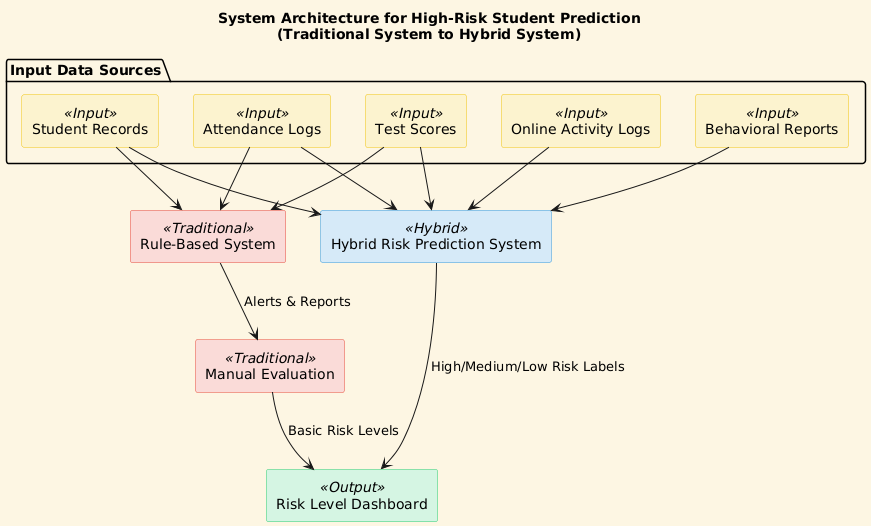 System Architecture for High-Risk Student Prediction
(Traditional System to Hybrid System)
Input Data Sources
«Input»
Student Records
«Input»
Attendance Logs
«Input»
Test Scores
«Input»
Online Activity Logs
«Input»
Behavioral Reports
«Traditional»
Rule-Based System
«Hybrid»
Hybrid Risk Prediction System
Alerts & Reports
«Traditional»
Manual Evaluation
High/Medium/Low Risk Labels
Basic Risk Levels
«Output»
Risk Level Dashboard